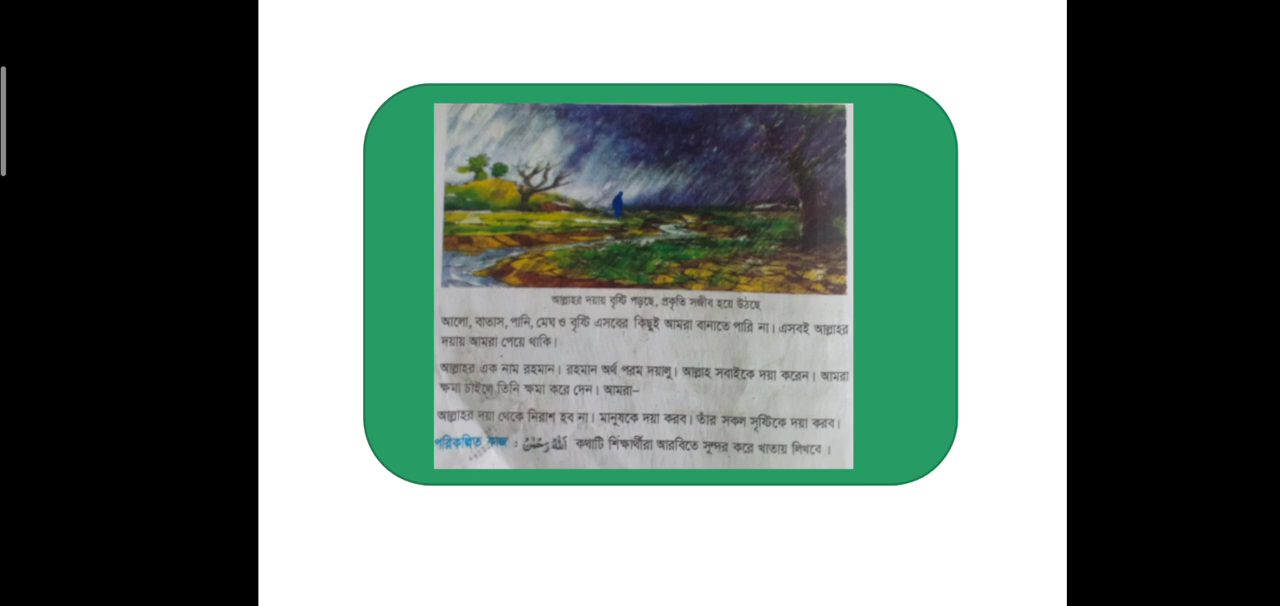 আল্লাহর দয়ায় বৃষ্টি পড়ছে, প্রকৃতি সজীব হয়ে উঠছে
আলো, বাতাস, পানি, মেঘ ও বৃষ্টি এসবের কিছুই আমরা বানাতে পারি না। এসবই আল্লাহর
দয়ায় আমরা পেয়ে থাকি।
আল্লাহর এক নাম রহমান। রহমান অর্থ পরম দয়ালু। আল্লাহ সবাইকে দয়া করেন। আমরা
ক্ষমা চাইলে তিনি ক্ষমা করে দেন। আমরা–
আল্লাহর দয়া থেকে নিরাশ হব না। মানুষকে দয়া করব। তাঁর সকল সৃষ্টিকে দয়া করব।
পরিকল্পিত কাজ : اَللّٰهُ رَحْمٰنٌ কথাটি শিক্ষার্থীরা আরবিতে সুন্দর করে খাতায় লিখবে।